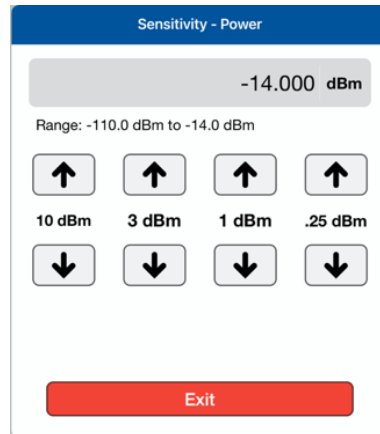 Sensitivity - Power
-14.000 dBm
Range: -110.0 dBm to -14.0 dBm
10 dBm 3 dBm 1 dBm .25 dBm
Exit